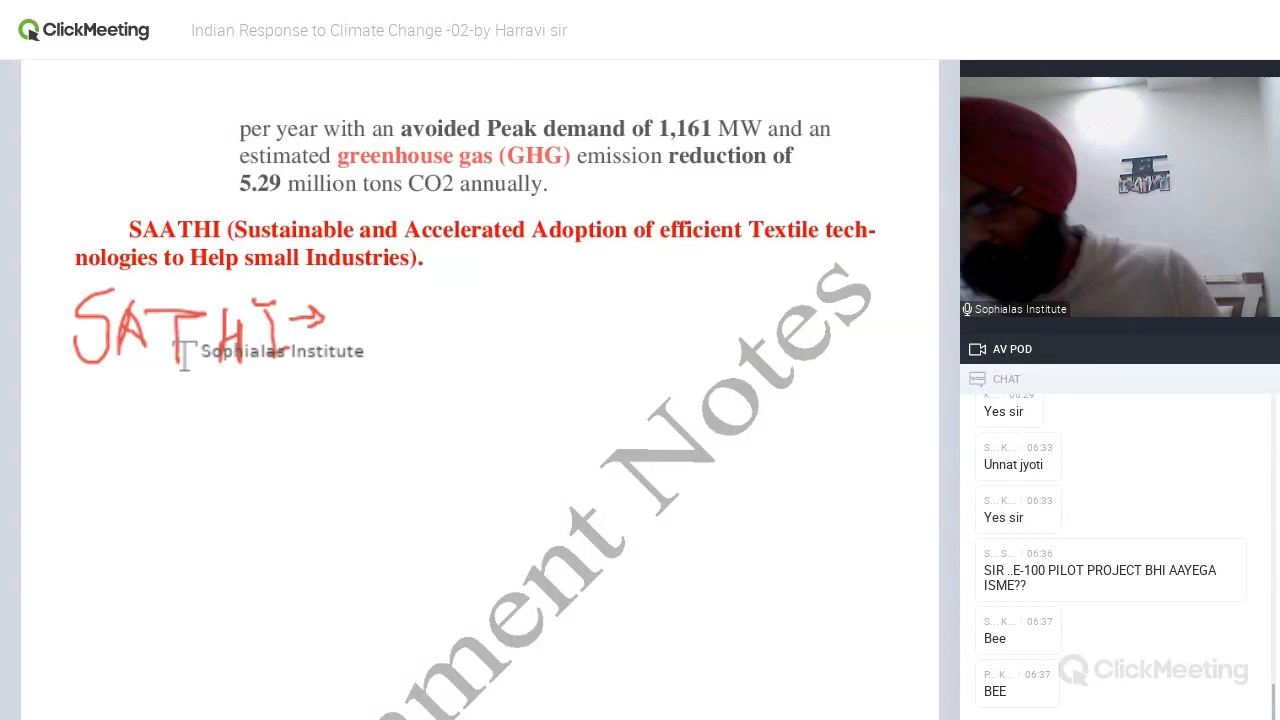 ClickMeeting
Indian Response to Climate Change -02-by Harravi sir
per year with an avoided Peak demand of 1,161 MW and an
estimated greenhouse gas (GHG) emission reduction of
5.29 million tons CO2 annually.
SAATHI (Sustainable and Accelerated Adoption of efficient Textile tech-
nologies to Help small Industries).
SATHI →
Sophialas Institute
ment Notes
Sophialas Institute
AV POD
CHAT
K... 06:29
Yes sir
S... K... 06:33
Unnat jyoti
S... K... 06:33
Yes sir
S... S... 06:36
SIR ..E-100 PILOT PROJECT BHI AAYEGA
ISME??
S... K... 06:37
Bee
P... K... 06:37
BEE
ClickMeeting